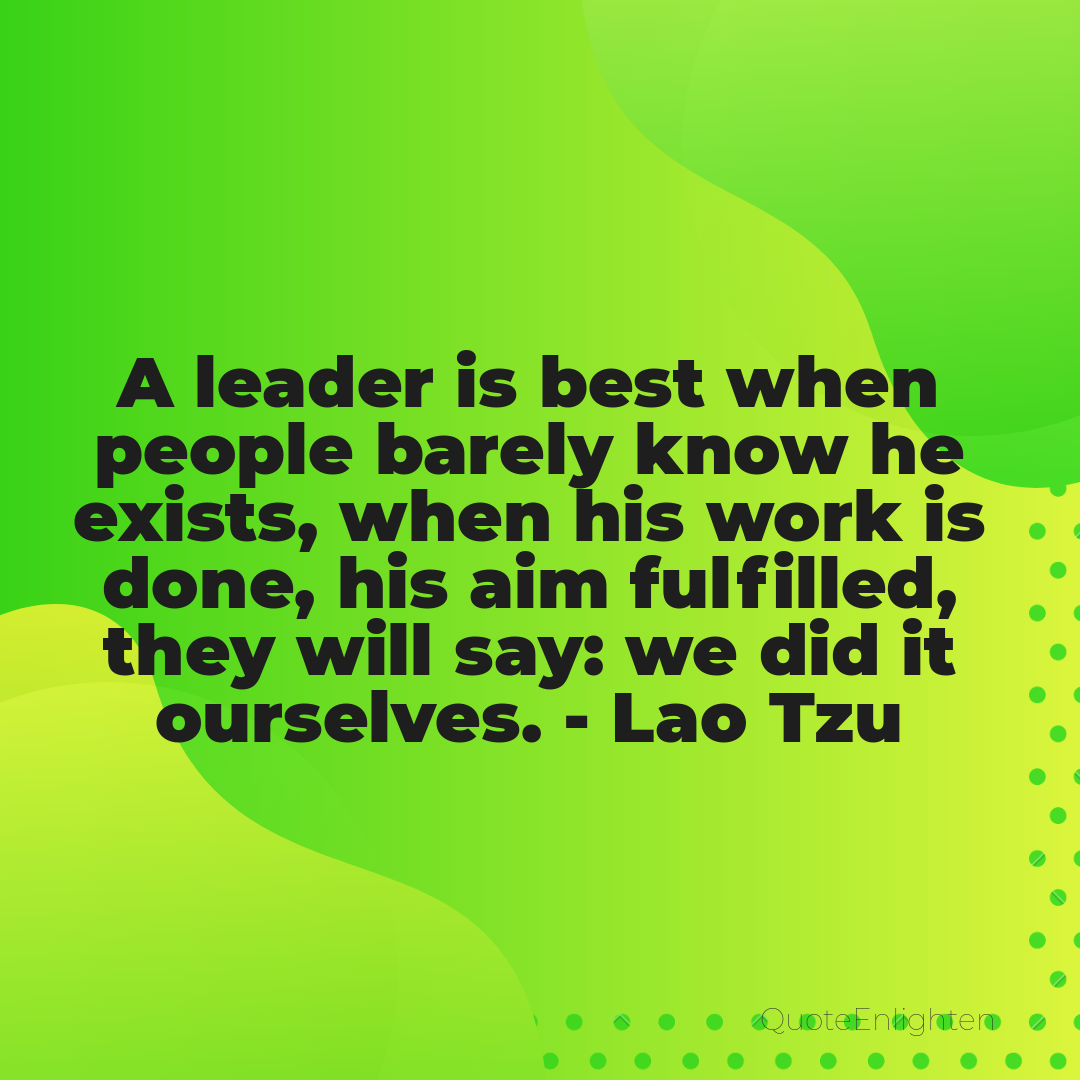 A leader is best when
people barely know he
exists, when his work is
done, his aim fulfilled,
they will say: we did it
ourselves. - Lao Tzu
QuoteEnlighten